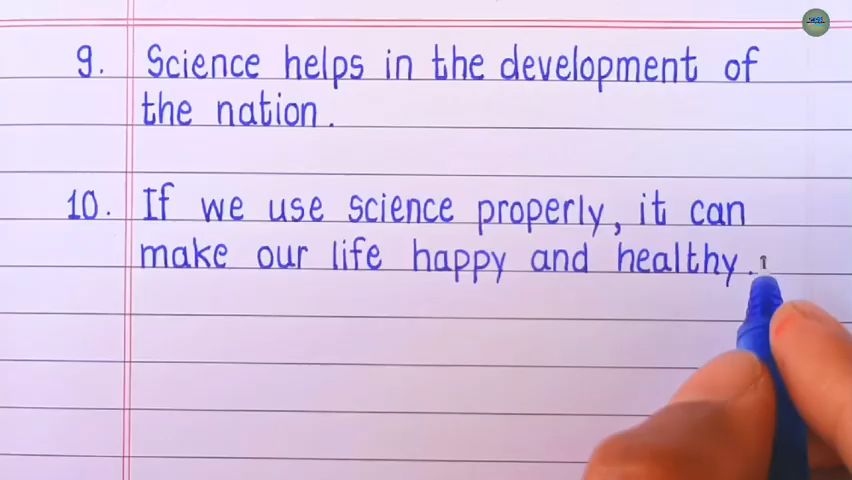 9. Science helps in the development of
the nation.
10. If we use science properly, it can
make our life happy and healthy.